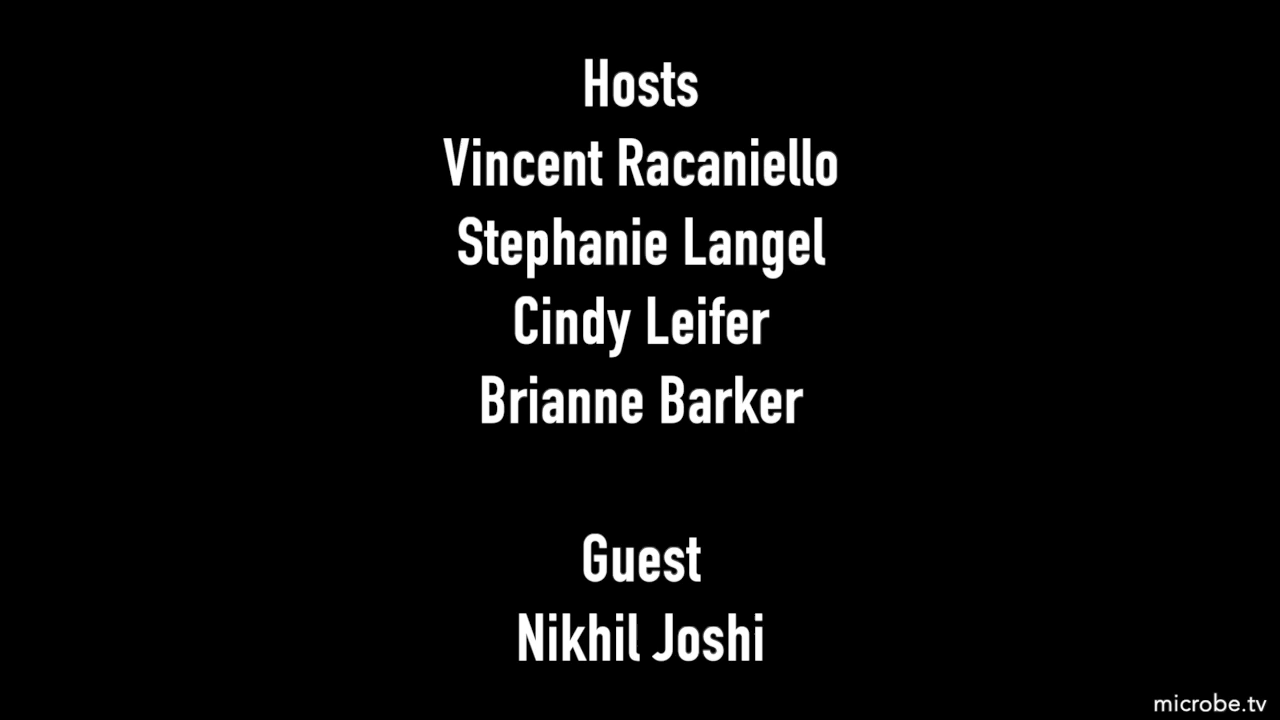 Hosts
Vincent Racaniello
Stephanie Langel
Cindy Leifer
Brianne Barker
Guest
Nikhil Joshi
microbe.tv